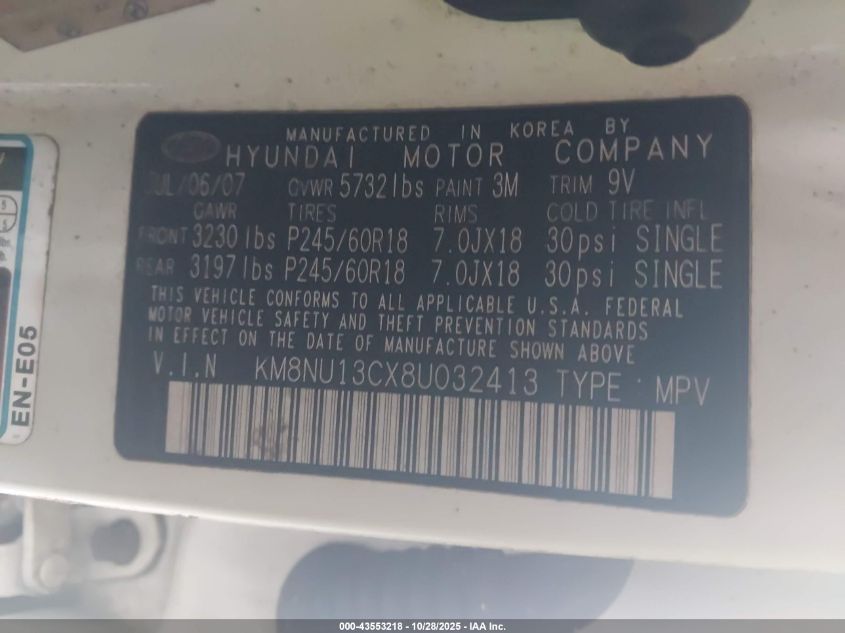 MANUFACTURED IN KOREA BY
HYUNDAI MOTOR COMPANY
JUL/06/07 GVWR 5732lbs PAINT 3M TRIM 9V
GAWR TIRES RIMS COLD TIRE INFL
FRONT 3230lbs P245/60R18 7.0JX18 30psi SINGLE
REAR 3197lbs P245/60R18 7.0JX18 30psi SINGLE
THIS VEHICLE CONFORMS TO ALL APPLICABLE U.S.A. FEDERAL
MOTOR VEHICLE SAFETY AND THEFT PREVENTION STANDARDS
IN EFFECT ON THE DATE OF MANUFACTURE SHOWN ABOVE
V.I.N KM8NU13CX8U032413 TYPE : MPV
EN-E05
000-43553218 - 10/28/2025 - IAA Inc.